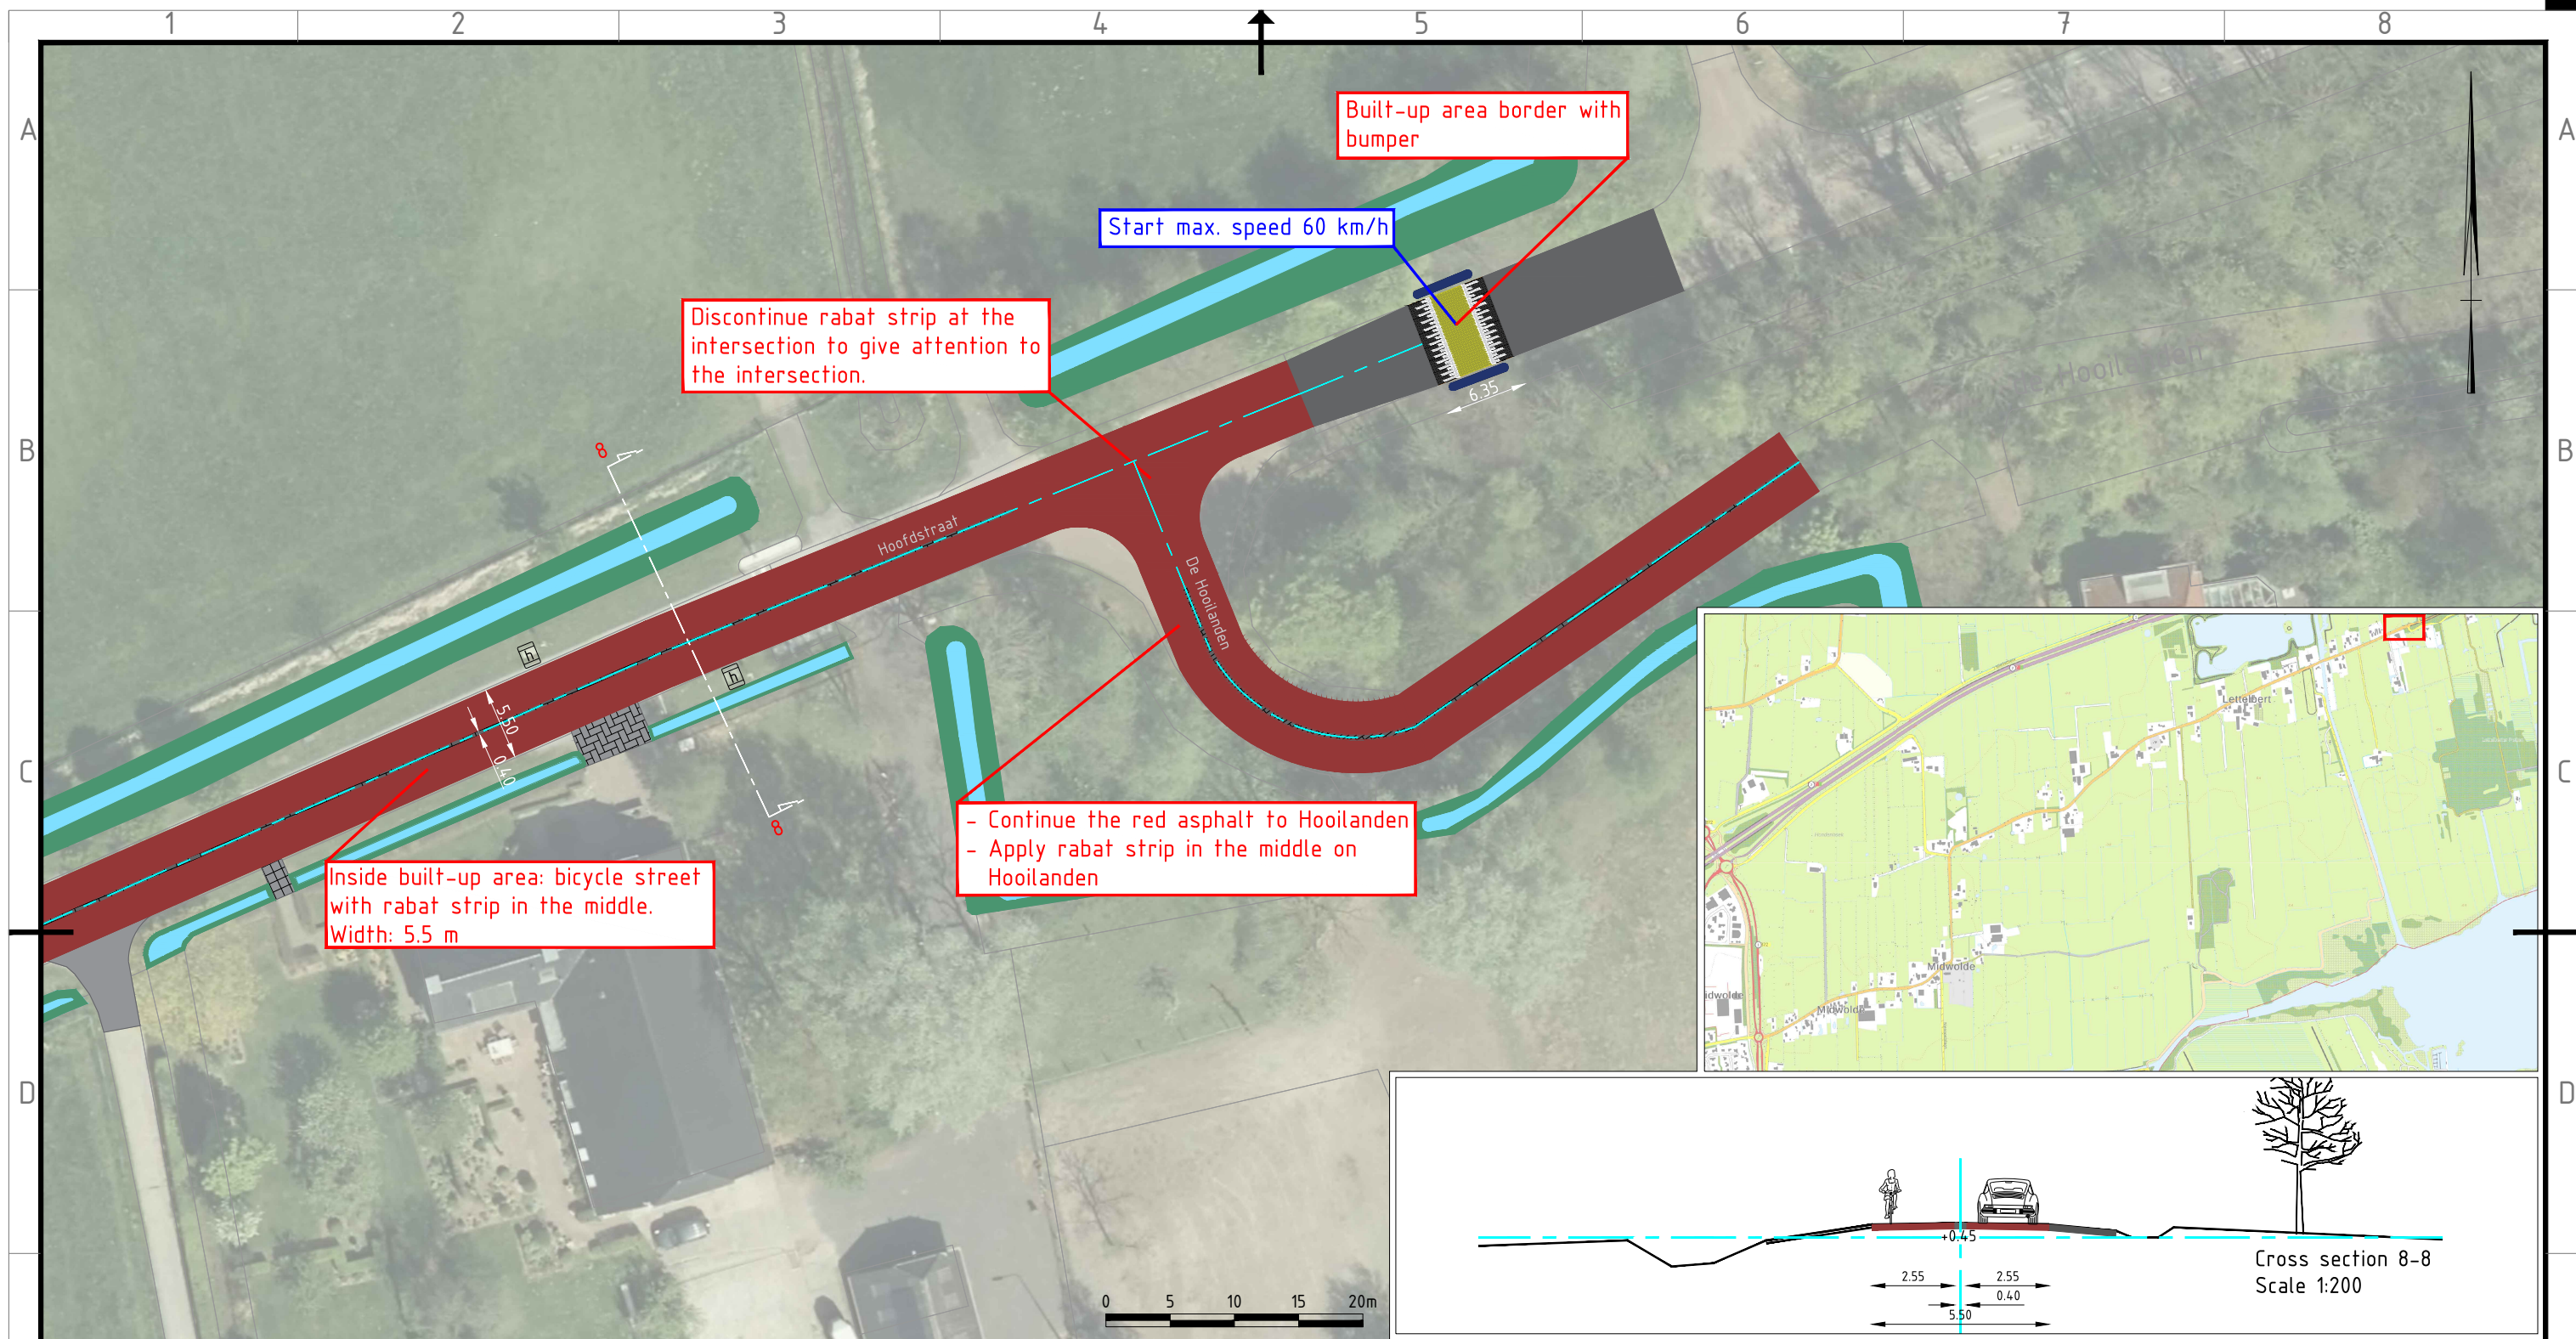 1 2 3 4 5 6 7 8
A A
Built-up area border with
bumper
Start max. speed 60 km/h
Discontinue rabat strip at the
intersection to give attention to
the intersection.
6.35
B B
8
Hoofdstraat
De Hooilanden
h
h
5.50
0.40
C C
8
Inside built-up area: bicycle street
with rabat strip in the middle.
Width: 5.5 m
- Continue the red asphalt to Hooilanden
- Apply rabat strip in the middle on
Hooilanden
Lettelbert
Midwolde
idwolde
Midwolde
D D
0 5 10 15 20m
+0.45
2.55 2.55
0.40
5.50
Cross section 8-8
Scale 1:200